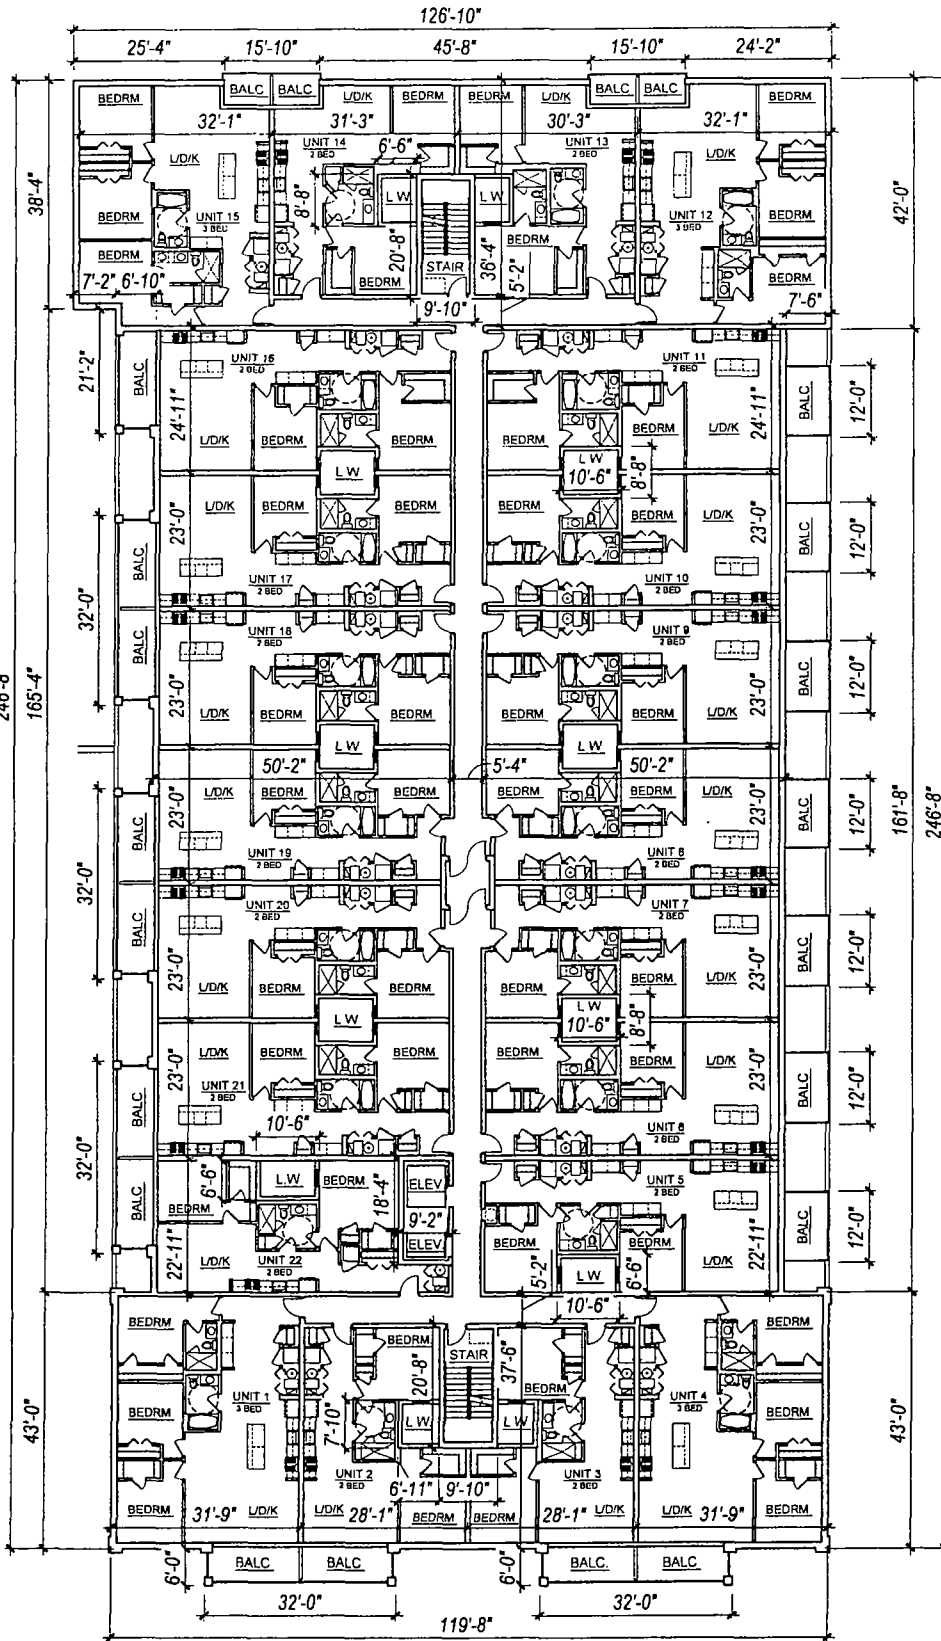 126'-10"
25'-4" 15'-10" 45'-8" 15'-10" 24'-2"
BEDRM BALC BALC L/D/K BEDRM BEDRM L/D/K BALC BALC BEDRM
32'-1" 31'-3" 30'-3" 32'-1"
UNIT 14 2 BED 6'-6" UNIT 13 2 BED
L/D/K L/D/K
38'-4" 8'-8" L W L W 42'-0"
BEDRM UNIT 15 3 BED UNIT 12 3 BED BEDRM
BEDRM 20'-8" STAIR 36'-4" BEDRM BEDRM
7'-2" 6'-10" BEDRM 5'-2" 7'-6"
9'-10"
21'-2" BALC UNIT 16 2 BED UNIT 11 2 BED BALC 12'-0"
24'-11" L/D/K BEDRM BEDRM BEDRM BEDRM L/D/K 24'-11"
L W L W 10'-6" 8'-8"
23'-0" L/D/K BEDRM BEDRM BEDRM BEDRM L/D/K 23'-0" BALC 12'-0"
32'-0" BALC UNIT 17 2 BED UNIT 10 2 BED
BALC UNIT 18 2 BED UNIT 9 2 BED BALC 12'-0"
246'-8" 165'-4" 23'-0" L/D/K BEDRM BEDRM BEDRM BEDRM L/D/K 23'-0"
L W L W
50'-2" 5'-4" 50'-2"
23'-0" L/D/K BEDRM BEDRM BEDRM BEDRM L/D/K 23'-0" BALC 12'-0" 161'-8" 246'-8"
32'-0" BALC UNIT 19 2 BED UNIT 8 2 BED
BALC UNIT 20 2 BED UNIT 7 2 BED BALC 12'-0"
23'-0" L/D/K BEDRM BEDRM BEDRM BEDRM L/D/K 23'-0"
L W L W 10'-6" 8'-8"
23'-0" L/D/K BEDRM BEDRM BEDRM BEDRM L/D/K 23'-0" BALC 12'-0"
32'-0" BALC UNIT 21 2 BED UNIT 6 2 BED
10'-6"
BALC 6'-6" L.W. BEDRM 18'-4" ELEV UNIT 5 2 BED
BEDRM 9'-2" BEDRM BEDRM BALC 12'-0"
22'-11" L/D/K UNIT 22 2 BED ELEV 5'-2" L W 6'-6" L/D/K 22'-11"
10'-6"
BEDRM BEDRM STAIR BEDRM
20'-8" 37'-6" BEDRM
43'-0" BEDRM UNIT 1 3 BED 7'-10" L W L W UNIT 4 3 BED BEDRM 43'-0"
UNIT 2 2 BED UNIT 3 2 BED
6'-11" 9'-10"
BEDRM 31'-9" L/D/K L/D/K 28'-1" BEDRM BEDRM 28'-1" L/D/K L/D/K 31'-9" BEDRM
6'-0" BALC BALC 6'-0" BALC. BALC
32'-0" 32'-0"
119'-8"